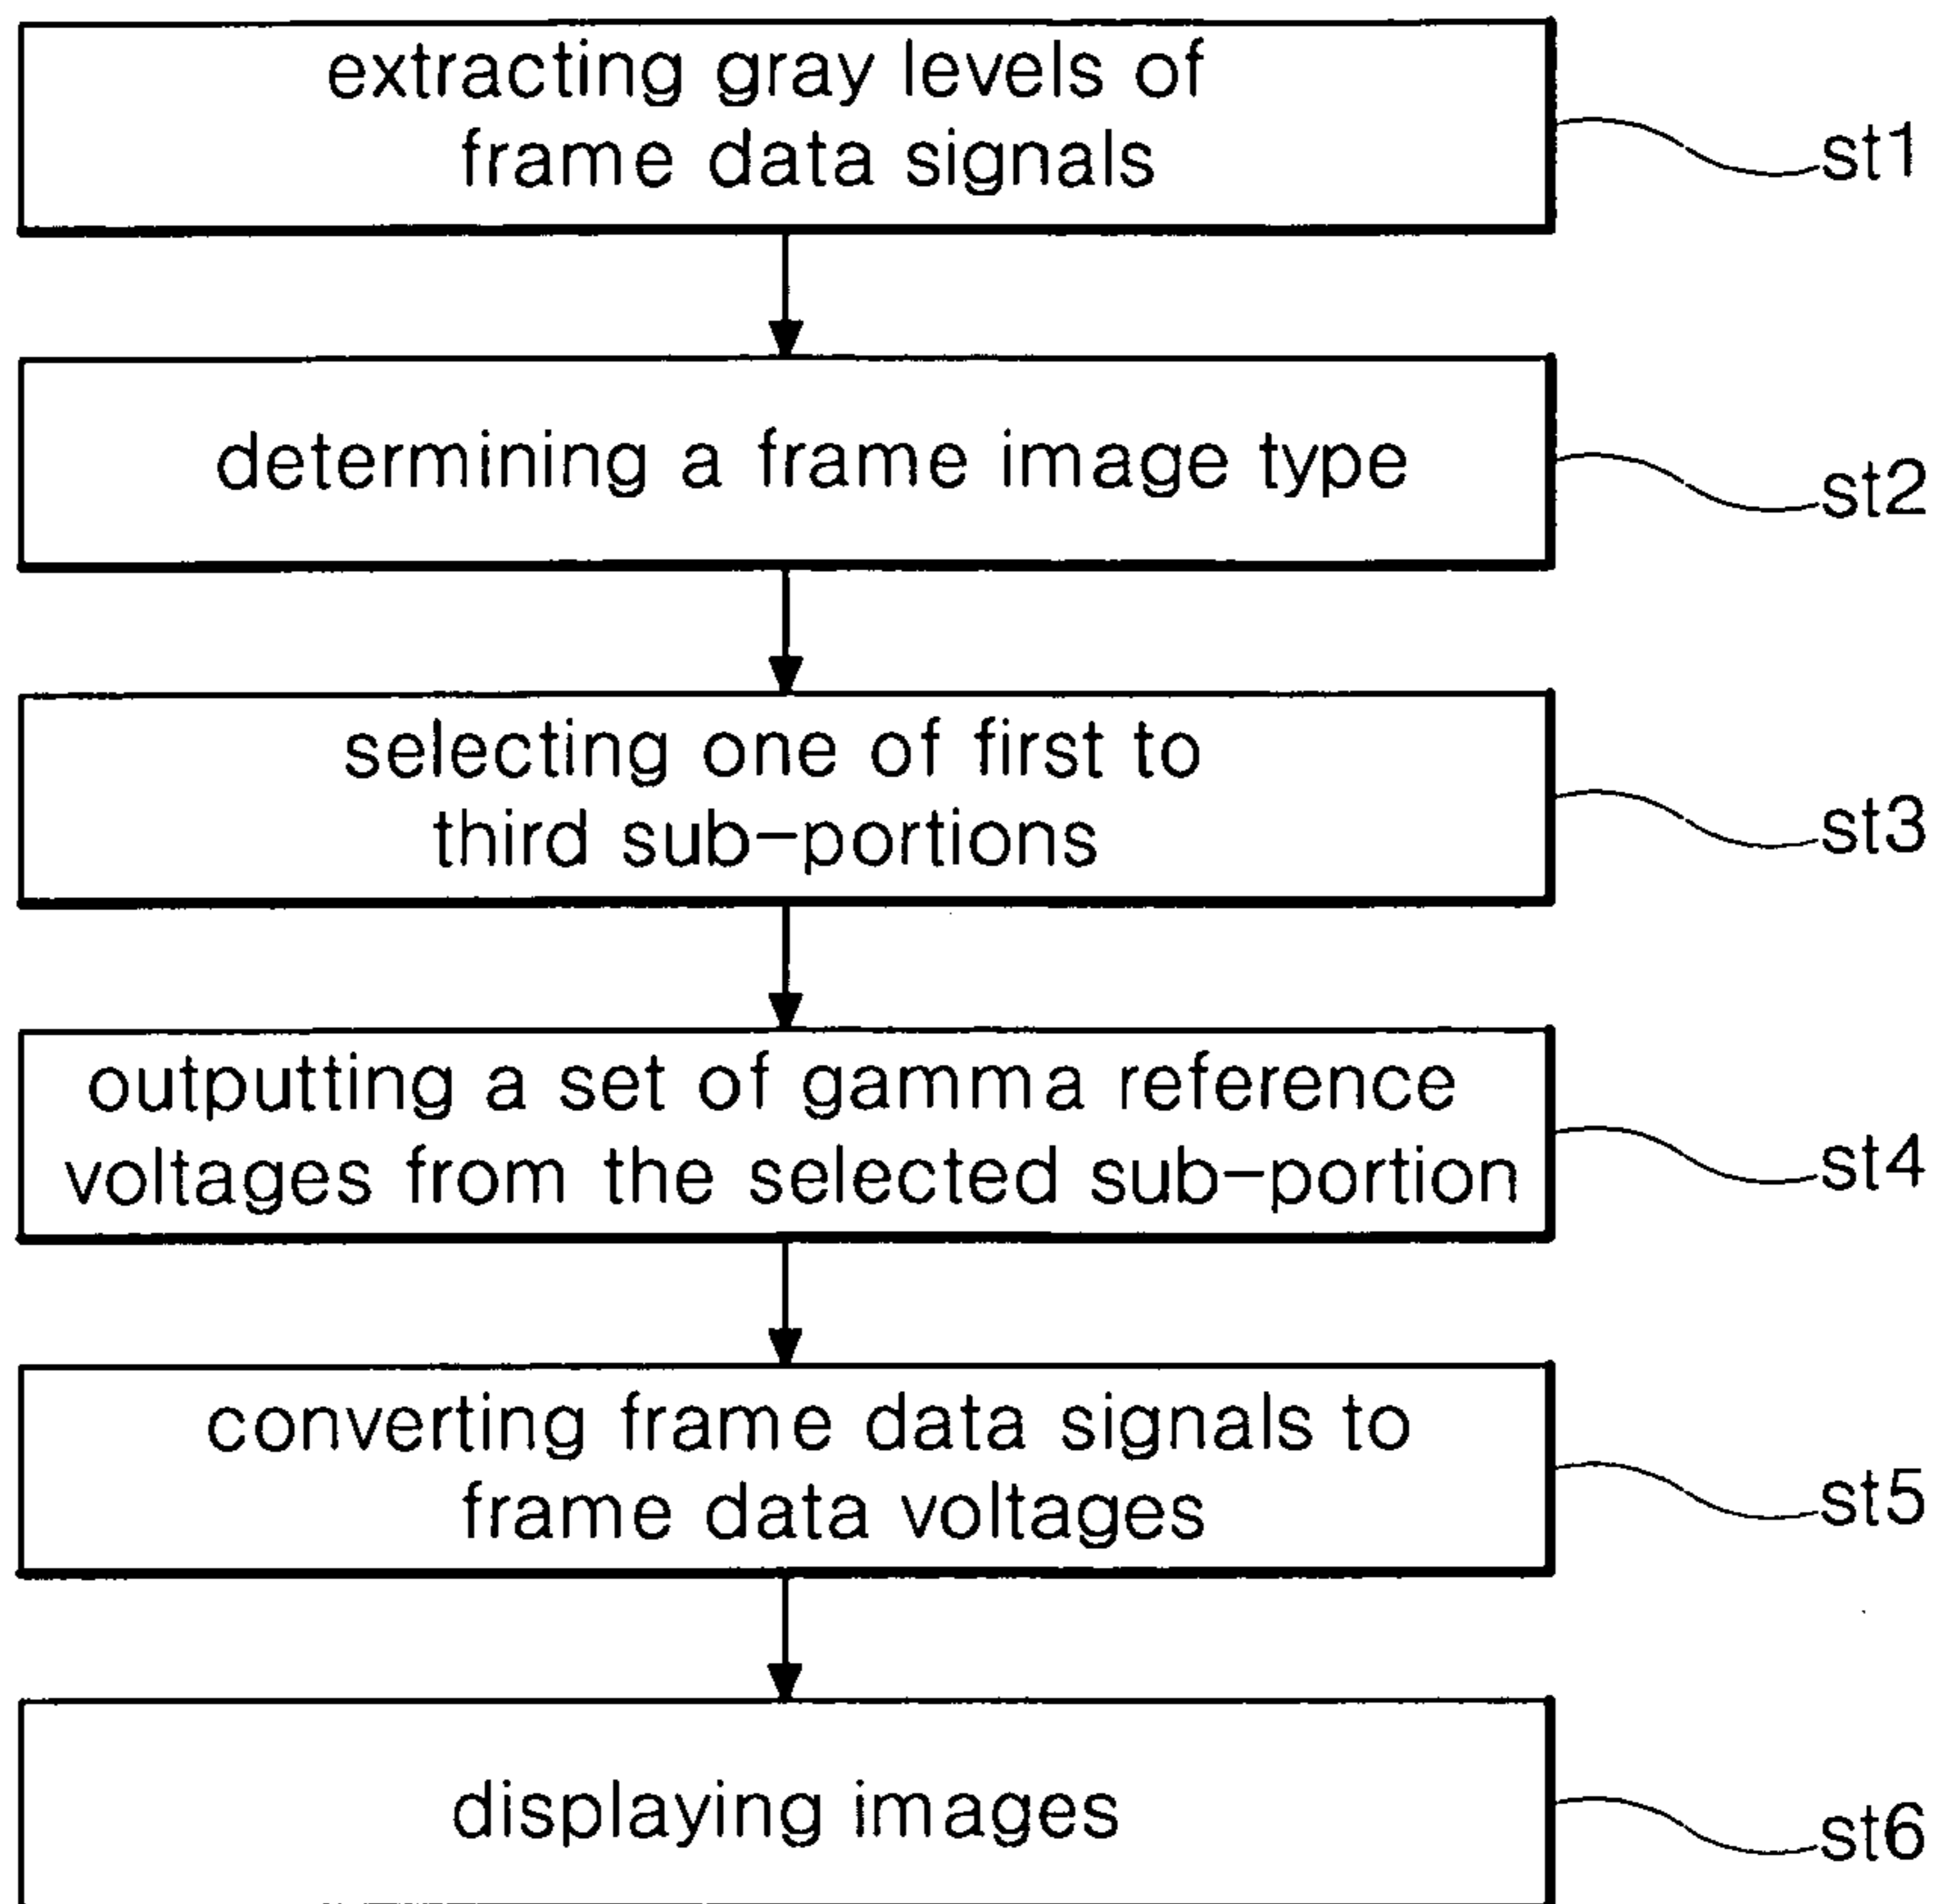 extracting gray levels of
frame data signals
st1
determining a frame image type
st2
selecting one of first to
third sub-portions
st3
outputting a set of gamma reference
voltages from the selected sub-portion
st4
converting frame data signals to
frame data voltages
st5
displaying images
st6